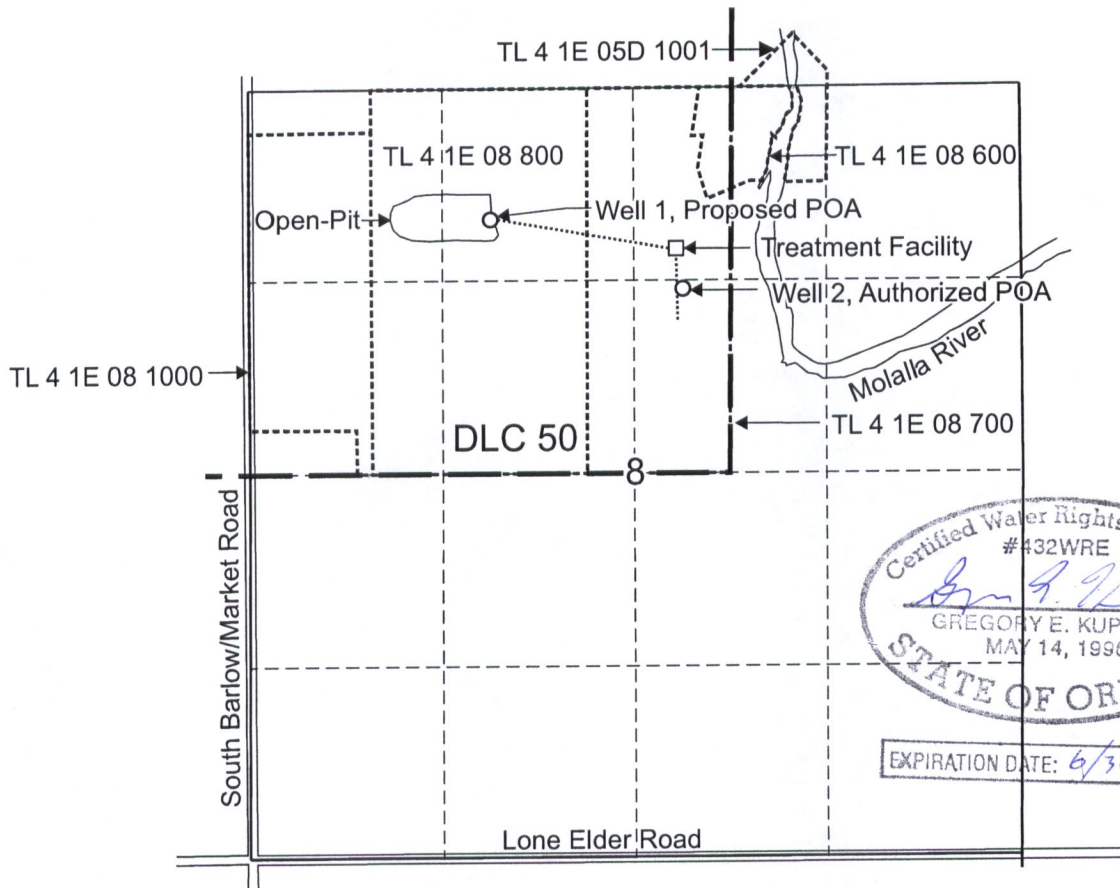 TL 4 1E 05D 1001
TL 4 1E 08 800
TL 4 1E 08 600
Open-Pit
Well 1, Proposed POA
Treatment Facility
Well 2, Authorized POA
Molalla River
TL 4 1E 08 1000
TL 4 1E 08 700
DLC 50
8
South Barlow/Market Road
Lone Elder Road
Certified Water Rights
#432WRE
GREGORY E.
MAY 14,
STATE OF
EXPIRATION DATE: 6/3